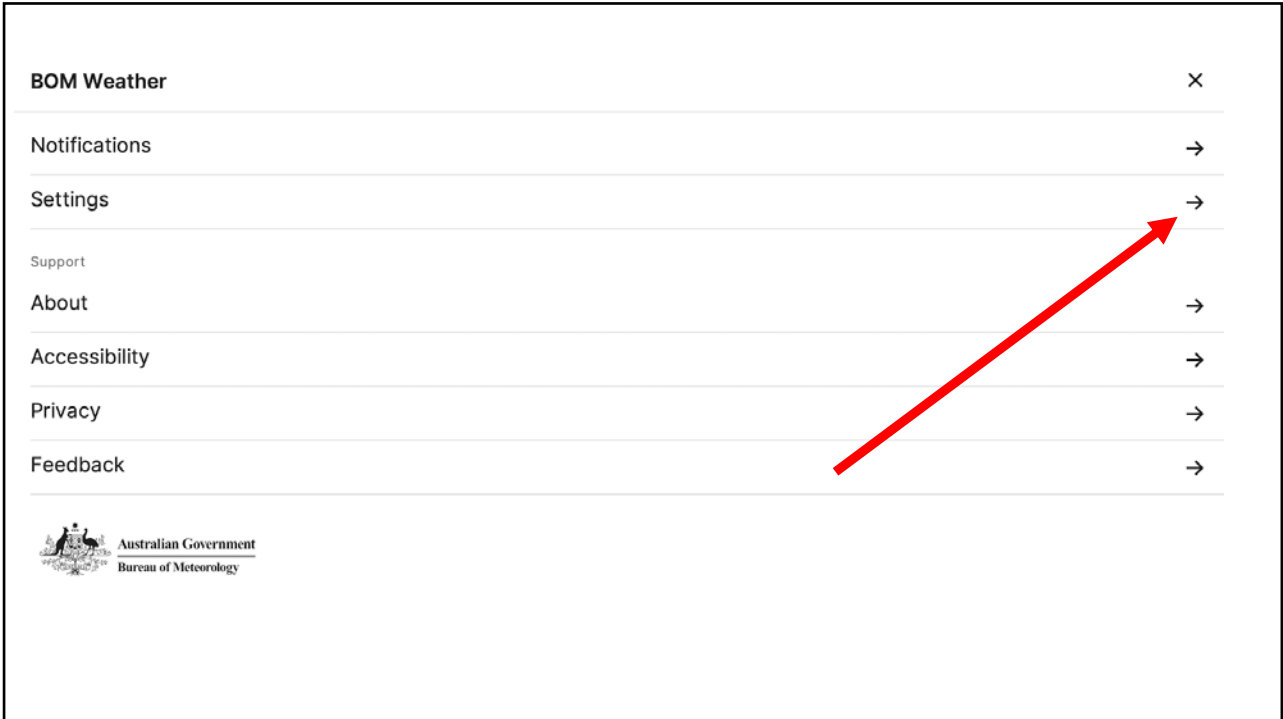 BOM Weather
Notifications
Settings
Support
About
Accessibility
Privacy
Feedback
Australian Government
Bureau of Meteorology